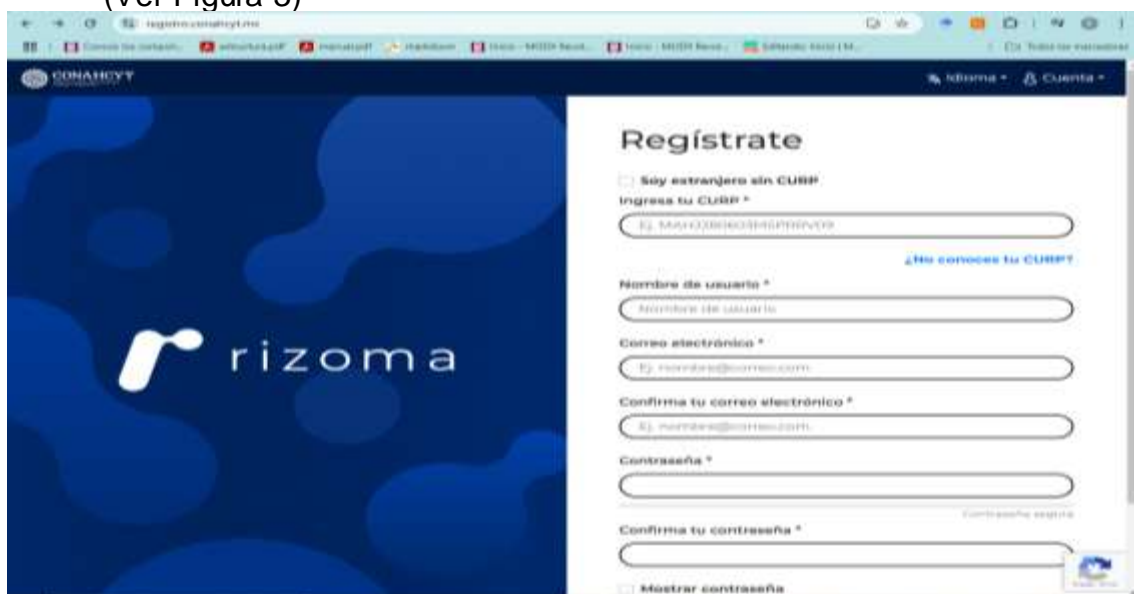 (Ver Figura 3)
registro.conahcyt.mx
CONAHCYT
Idioma
Cuenta
Regístrate
Soy extranjero sin CURP
Ingresa tu CURP *
¿No conoces tu CURP?
Nombre de usuario *
Nombre de usuario
Correo electrónico *
Ej. nombre@correo.com
Confirma tu correo electrónico *
Ej. nombre@correo.com
Contraseña *
Contraseña segura
Confirma tu contraseña *
Mostrar contraseña
rizoma